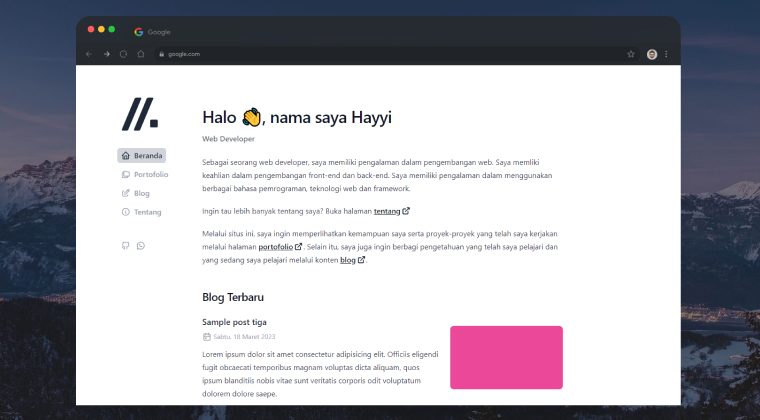 Google
google.com
Halo 👋, nama saya Hayyi
Web Developer
Beranda
Portofolio
Blog
Tentang
Sebagai seorang web developer, saya memiliki pengalaman dalam pengembangan web. Saya memliki
keahlian dalam pengembangan front-end dan back-end. Saya memiliki pengalaman dalam menggunakan
berbagai bahasa pemrograman, teknologi web dan framework.
Ingin tau lebih banyak tentang saya? Buka halaman tentang
Melalui situs ini, saya ingin memperlihatkan kemampuan saya serta proyek-proyek yang telah saya kerjakan
melalui halaman portofolio. Selain itu, saya juga ingin berbagi pengetahuan yang telah saya pelajari dan
yang sedang saya pelajari melalui konten blog.
Blog Terbaru
Sample post tiga
Sabtu, 18 Maret 2023
Lorem ipsum dolor sit amet consectetur adipisicing elit. Officiis eligendi
fugit obcaecati temporibus magnam voluptas dicta aliquam, quos
ipsum blanditiis nobis vitae sunt veritatis corporis odit voluptatum
dolorem dolore saepe.